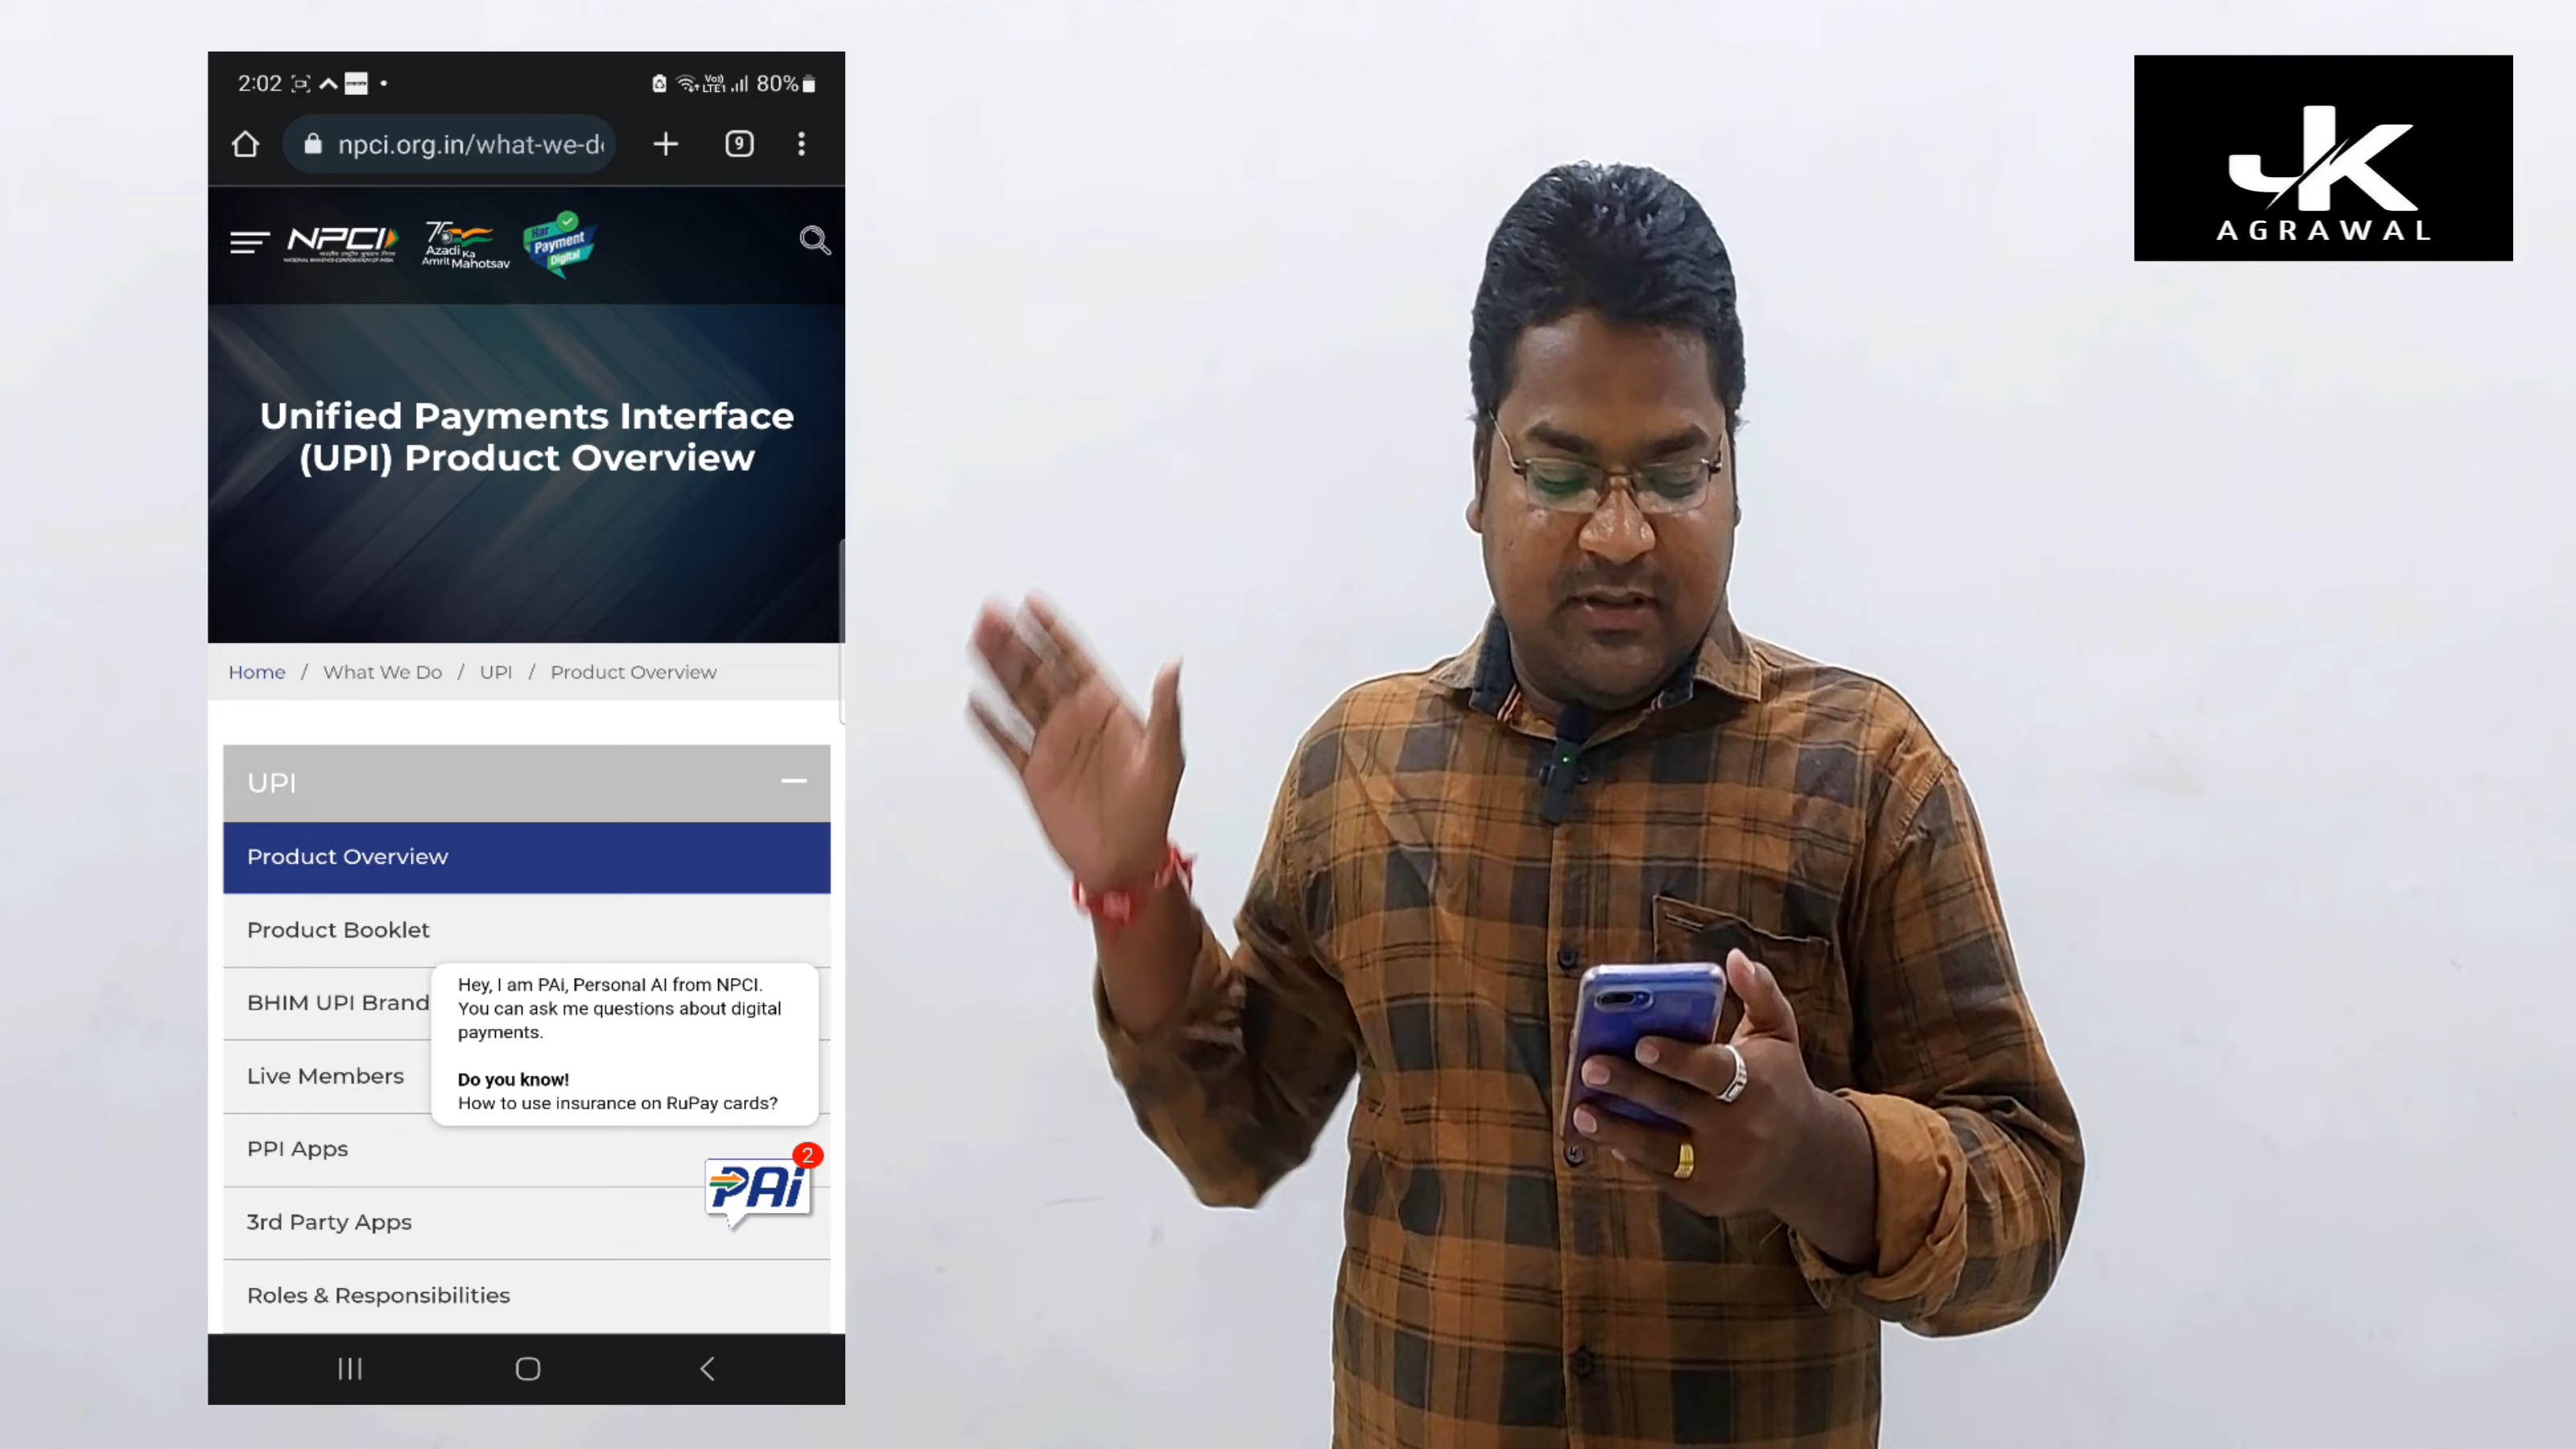 2:02
Vo))
LTE1
80%
npci.org.in/what-we-d
9
NPCI
75
Azadi Ka
Amrit Mahotsav
Har
Payment
Digital
JK
AGRAWAL
Unified Payments Interface
(UPI) Product Overview
Home / What We Do / UPI / Product Overview
UPI
Product Overview
Product Booklet
BHIM UPI Brand
Live Members
PPI Apps
3rd Party Apps
Roles & Responsibilities
Hey, I am PAi, Personal AI from NPCI.
You can ask me questions about digital
payments.
Do you know!
How to use insurance on RuPay cards?
2
PAi